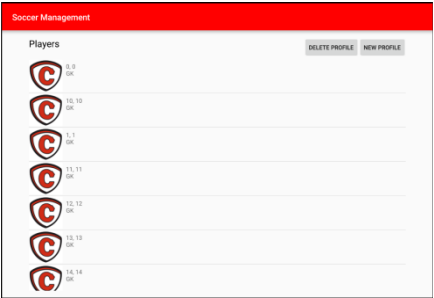 Soccer Management
Players
DELETE PROFILE
NEW PROFILE
C
0, 0
GK
C
10, 10
GK
C
1, 1
GK
C
11, 11
GK
C
12, 12
GK
C
13, 13
GK
C
14, 14
GK